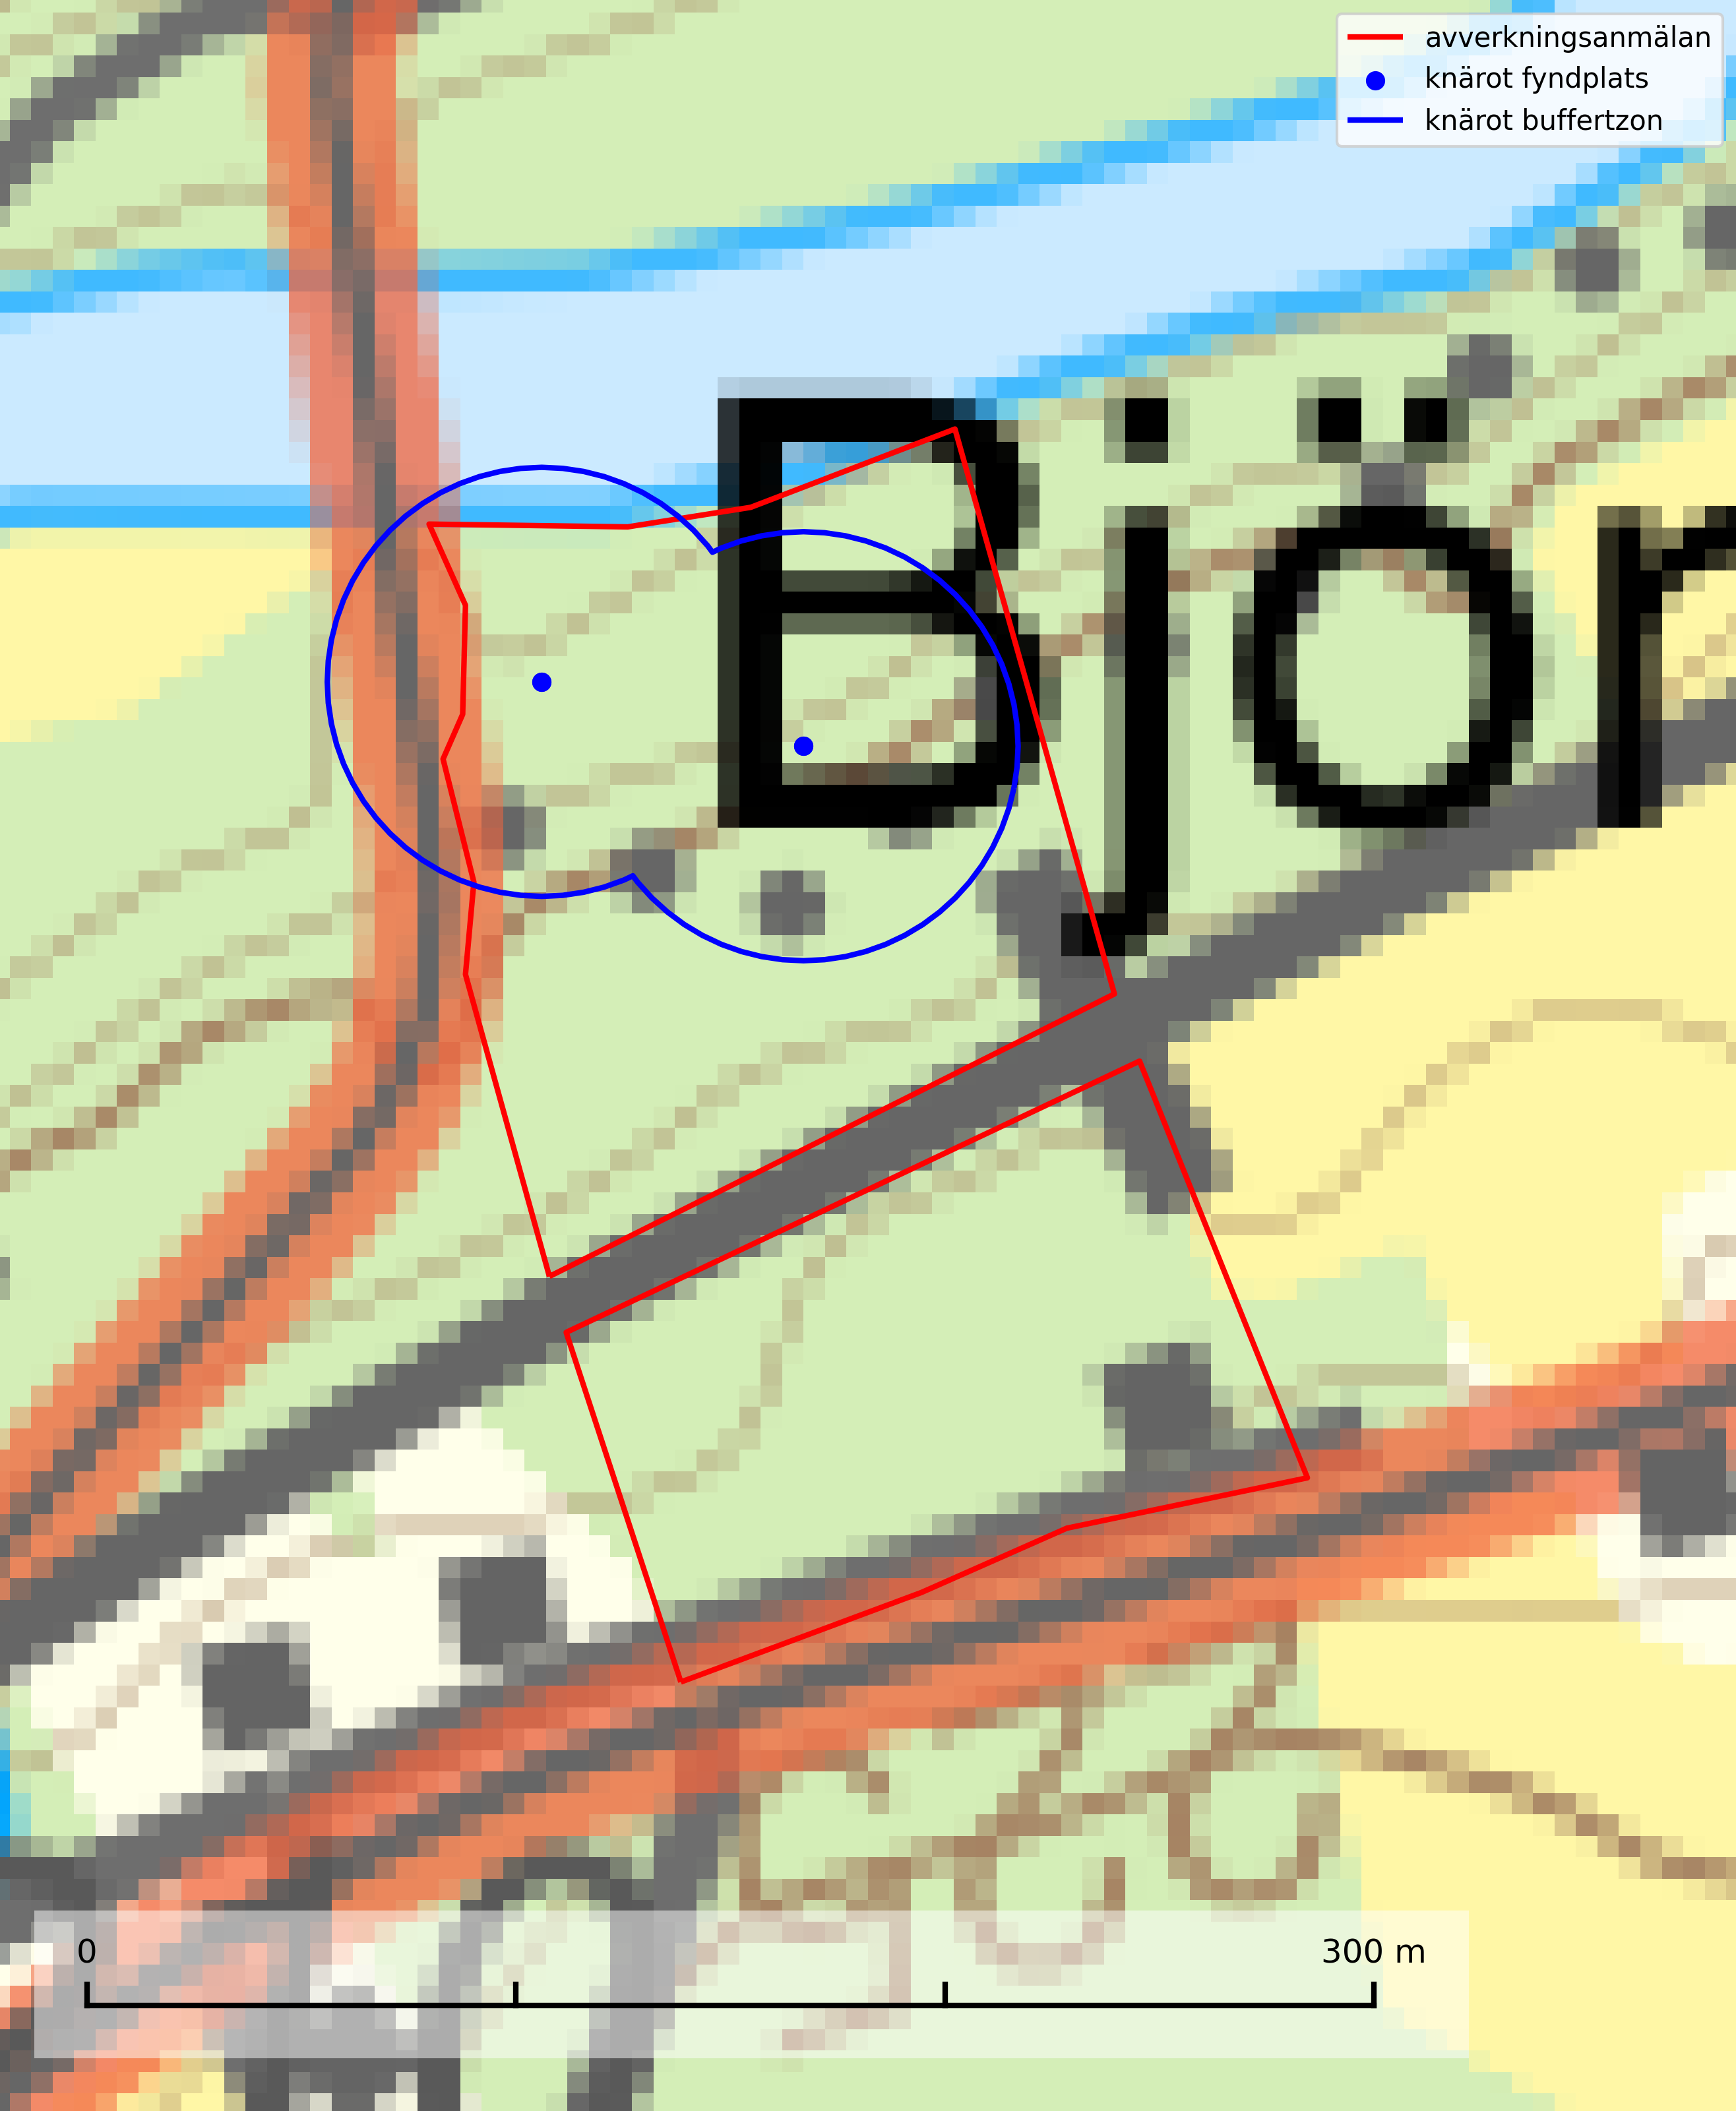 avverkningsanmälan
knärot fyndplats
knärot buffertzon
Björ
0 300 m